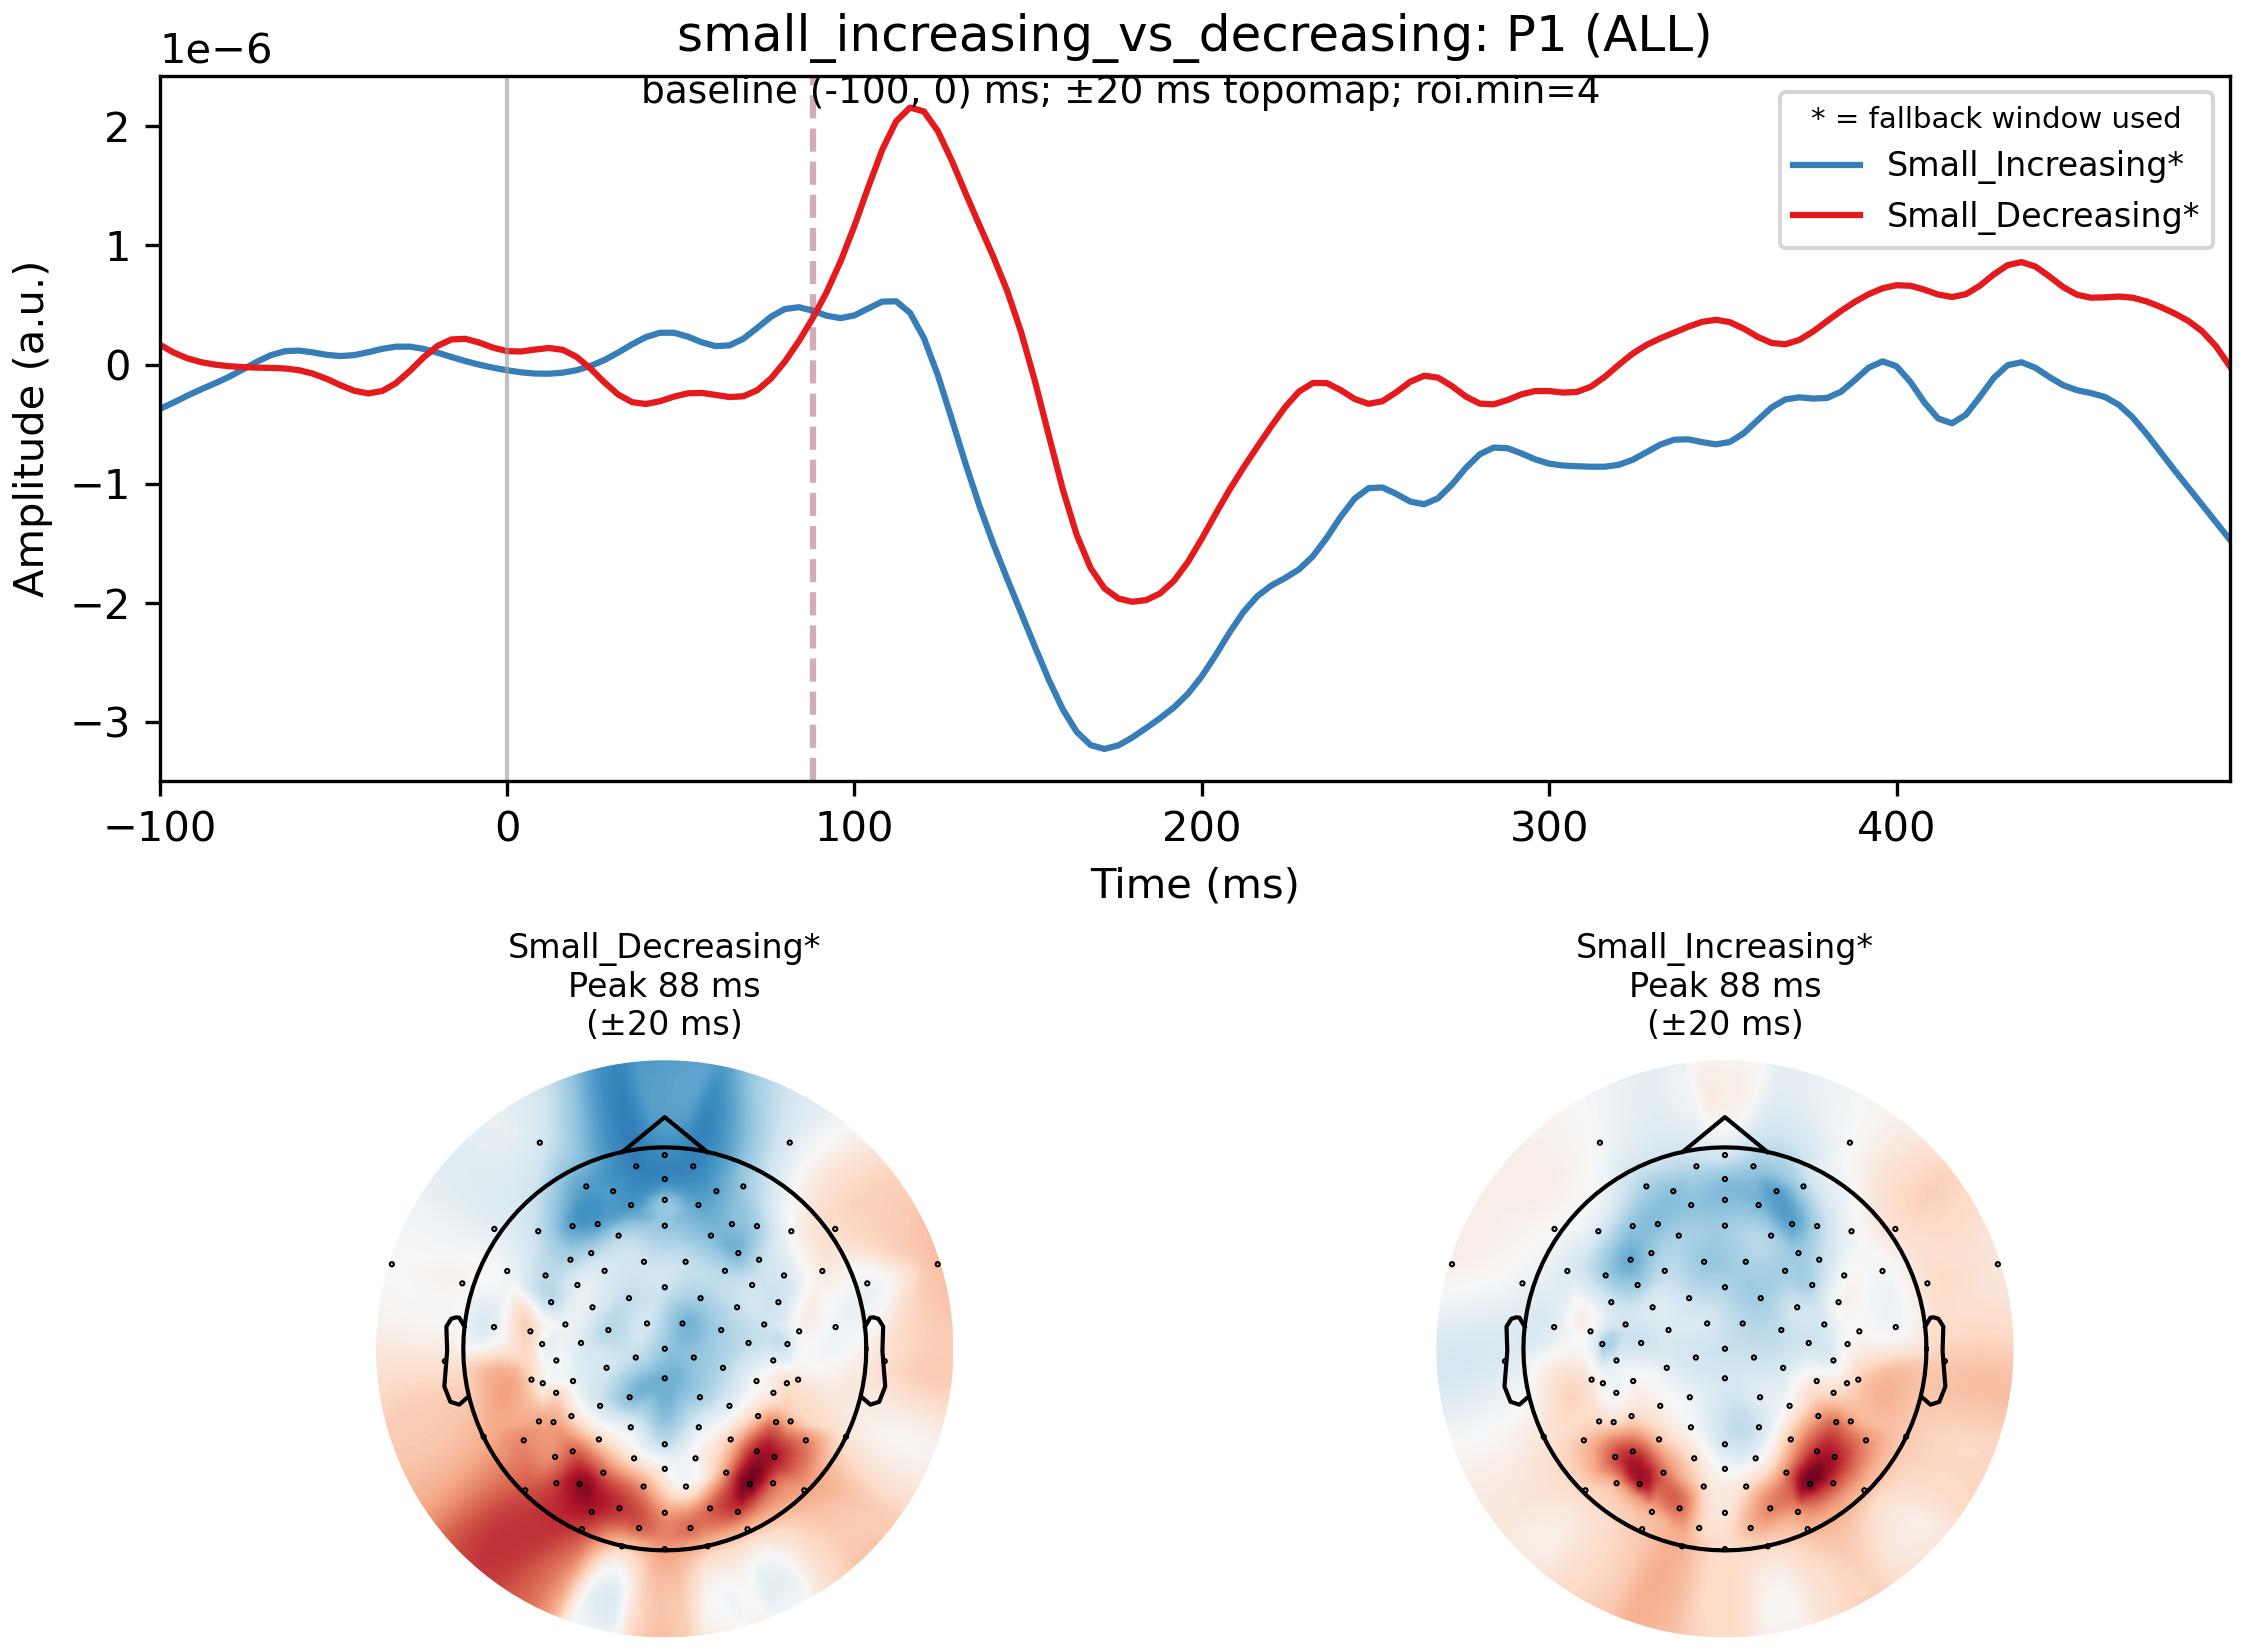 small_increasing_vs_decreasing: P1 (ALL)
1e−6
baseline (-100, 0) ms; ±20 ms topomap; roi.min=4
* = fallback window used
Small_Increasing*
Small_Decreasing*
Amplitude (a.u.)
2
1
0
−1
−2
−3
−100
0
100
200
300
400
Time (ms)
Small_Decreasing*
Peak 88 ms
(±20 ms)
Small_Increasing*
Peak 88 ms
(±20 ms)